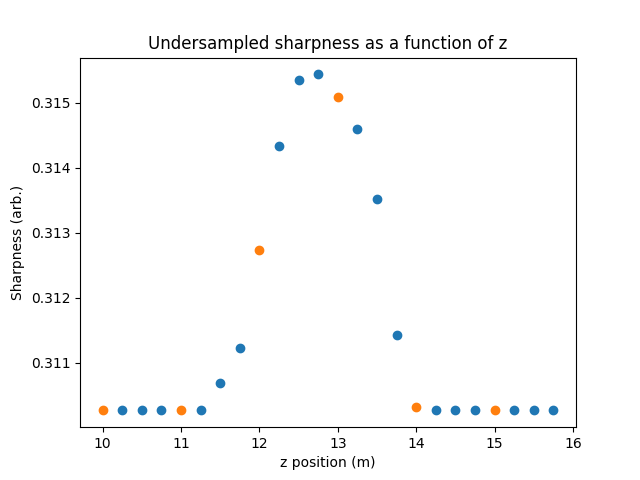 Undersampled sharpness as a function of z
Sharpness (arb.)
0.315
0.314
0.313
0.312
0.311
10 11 12 13 14 15 16
z position (m)